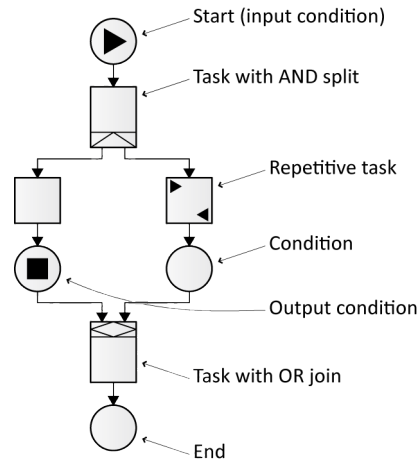 Start (input condition)
Task with AND split
Repetitive task
Condition
Output condition
Task with OR join
End